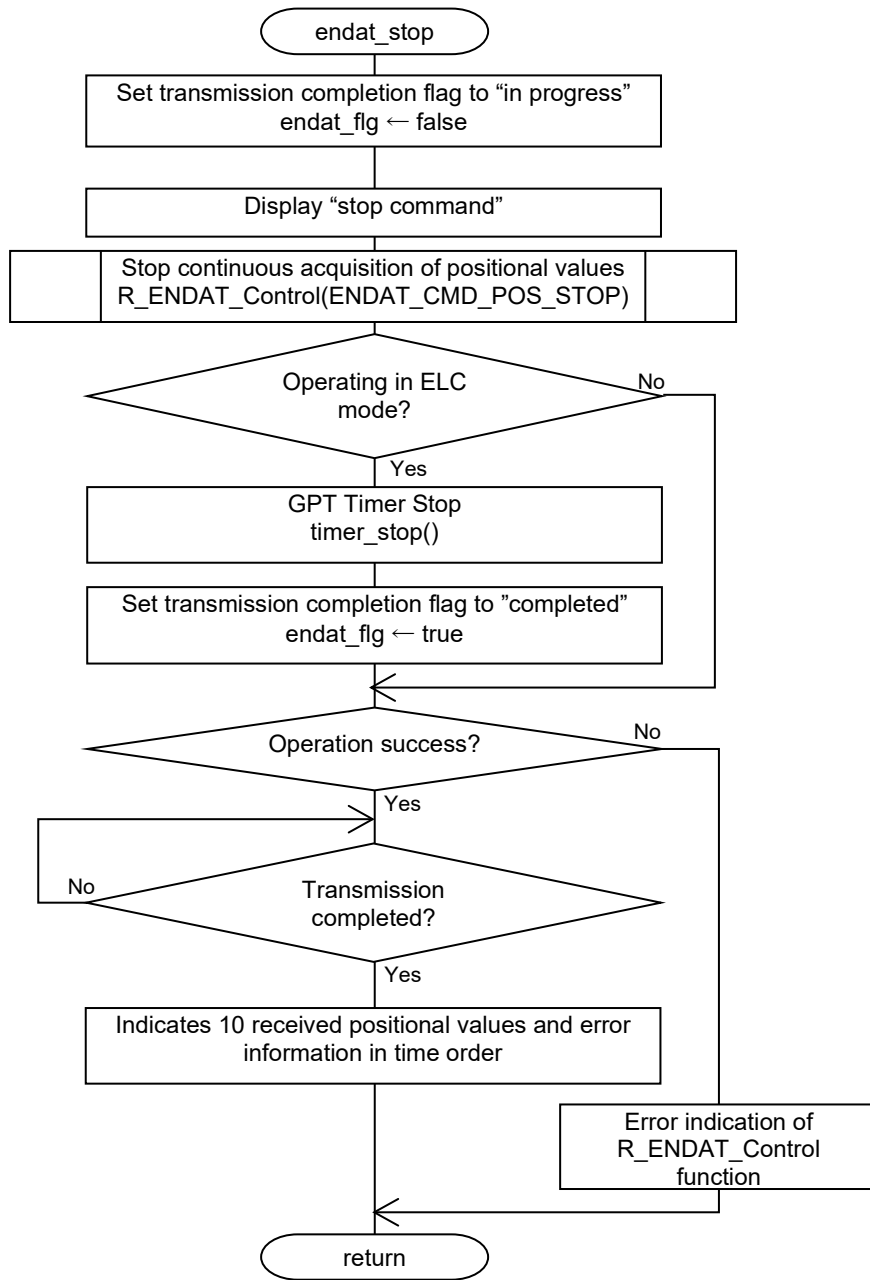 endat_stop
Set transmission completion flag to “in progress”
endat_flg ← false
Display “stop command”
Stop continuous acquisition of positional values
R_ENDAT_Control(ENDAT_CMD_POS_STOP)
Operating in ELC
mode?
No
Yes
GPT Timer Stop
timer_stop()
Set transmission completion flag to ”completed”
endat_flg ← true
Operation success?
No
Yes
Transmission
completed?
No
Yes
Indicates 10 received positional values and error
information in time order
Error indication of
R_ENDAT_Control
function
return